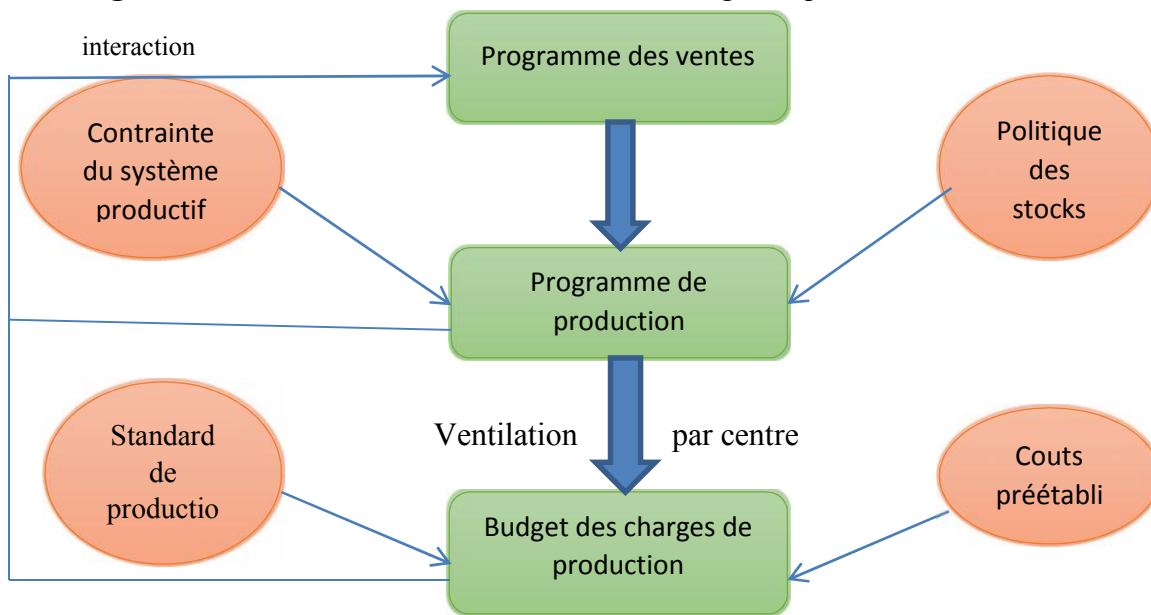 interaction
Programme des ventes
Contrainte
du système
productif
Politique
des
stocks
Programme de
production
Ventilation par centre
Standard
de
productio
Couts
préétabli
Budget des charges de
production